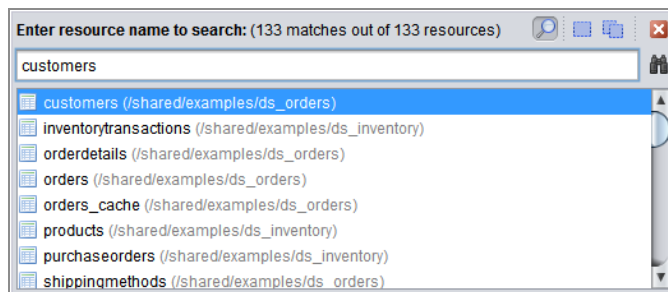 Enter resource name to search: (133 matches out of 133 resources)
customers
customers (/shared/examples/ds_orders)
inventorytransactions (/shared/examples/ds_inventory)
orderdetails (/shared/examples/ds_orders)
orders (/shared/examples/ds_orders)
orders_cache (/shared/examples/ds_orders)
products (/shared/examples/ds_inventory)
purchaseorders (/shared/examples/ds_inventory)
shippingmethods (/shared/examples/ds_orders)